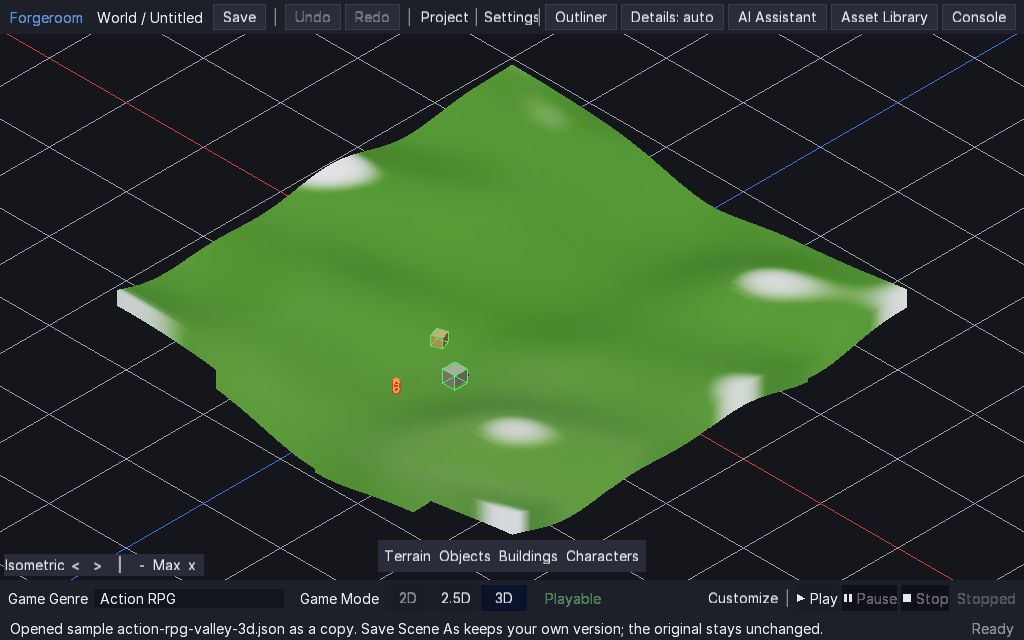 Forgeroom World / Untitled Save | Undo Redo | Project | Settings Outliner Details: auto AI Assistant Asset Library Console
Terrain Objects Buildings Characters
Isometric < > | - Max x
Game Genre Action RPG Game Mode 2D 2.5D 3D Playable Customize | Play Pause Stop Stopped
Opened sample action-rpg-valley-3d.json as a copy. Save Scene As keeps your own version; the original stays unchanged. Ready